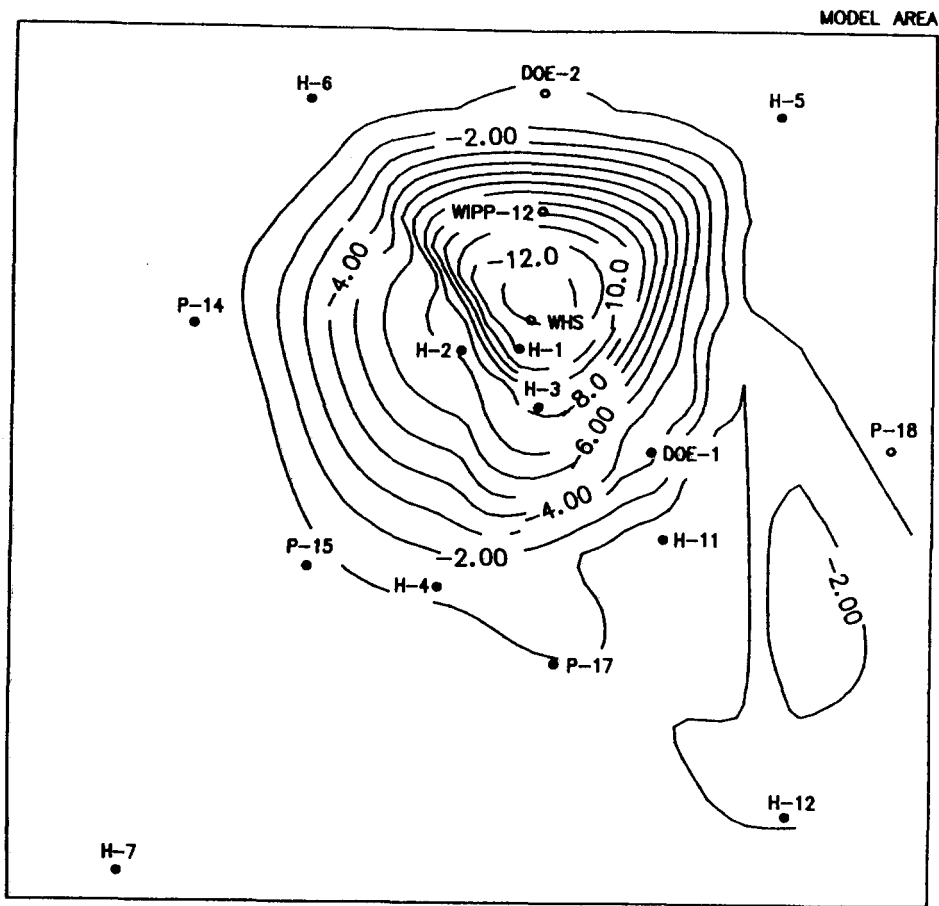 MODEL AREA
DOE-2
H-6
H-5
-2.00
WIPP-12
-12.0
-4.00
-10.0
P-14
WHS
H-2
H-1
H-3
8.0
6.00
P-18
DOE-1
-4.00
H-11
P-15
-2.00
H-4
-2.00
P-17
H-12
H-7